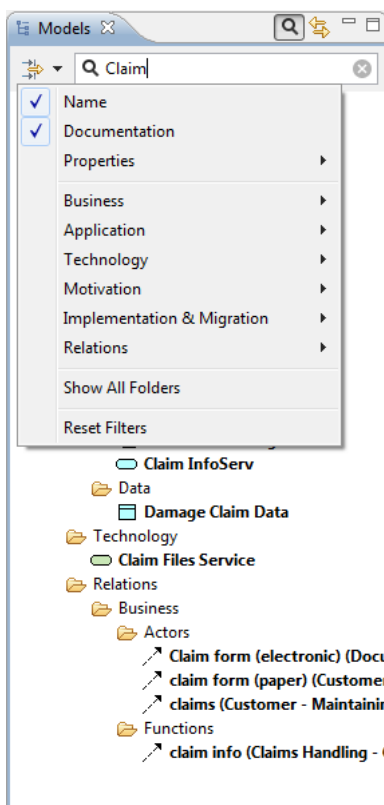 Models
Claim
Name
Documentation
Properties
Business
Application
Technology
Motivation
Implementation & Migration
Relations
Show All Folders
Reset Filters
Claim InfoServ
Data
Damage Claim Data
Technology
Claim Files Service
Relations
Business
Actors
Claim form (electronic) (Docu
claim form (paper) (Customer
claims (Customer - Maintainin
Functions
claim info (Claims Handling -